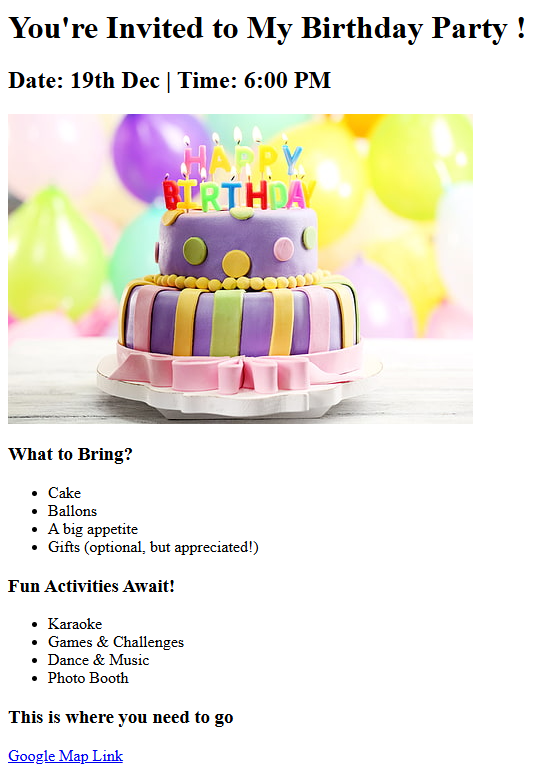 You're Invited to My Birthday Party !
Date: 19th Dec | Time: 6:00 PM
HAPPY
BIRTHDAY
What to Bring?
Cake
Ballons
A big appetite
Gifts (optional, but appreciated!)
Fun Activities Await!
Karaoke
Games & Challenges
Dance & Music
Photo Booth
This is where you need to go
Google Map Link